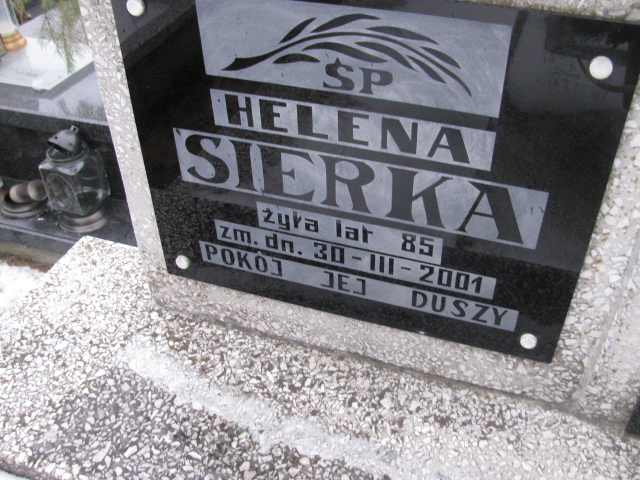 ŚP
HELENA
SIERKA
żyła lat 85
zm. dn. 30-III-2001
POKÓJ JEJ DUSZY